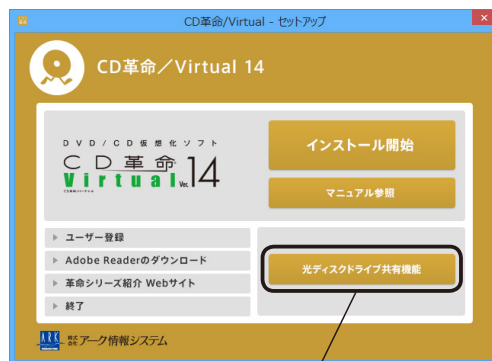 CD革命/Virtual - セットアップ
CD革命／Virtual 14
DVD/CD仮想化ソフト
CD革命
Virtual Ver.14
インストール開始
マニュアル参照
ユーザー登録
Adobe Readerのダウンロード
革命シリーズ紹介 Webサイト
終了
光ディスクドライブ共有機能
ARK 株式会社 アーク情報システム